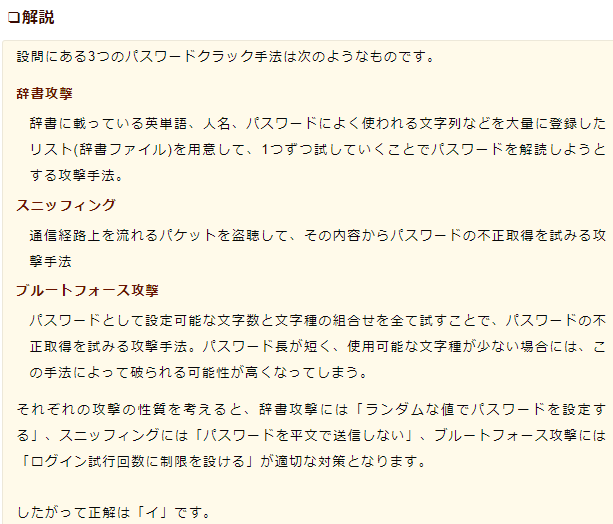 ❏解説
設問にある3つのパスワードクラック手法は次のようなものです。
辞書攻撃
辞書に載っている英単語、人名、パスワードによく使われる文字列などを大量に登録した
リスト(辞書ファイル)を用意して、1つずつ試していくことでパスワードを解読しようと
する攻撃手法。
スニッフィング
通信経路上を流れるパケットを盗聴して、その内容からパスワードの不正取得を試みる攻
撃手法
ブルートフォース攻撃
パスワードとして設定可能な文字数と文字種の組合せを全て試すことで、パスワードの不
正取得を試みる攻撃手法。パスワード長が短く、使用可能な文字種が少ない場合には、こ
の手法によって破られる可能性が高くなってしまう。
それぞれの攻撃の性質を考えると、辞書攻撃には「ランダムな値でパスワードを設定す
る」、スニッフィングには「パスワードを平文で送信しない」、ブルートフォース攻撃には
「ログイン試行回数に制限を設ける」が適切な対策となります。
したがって正解は「イ」です。